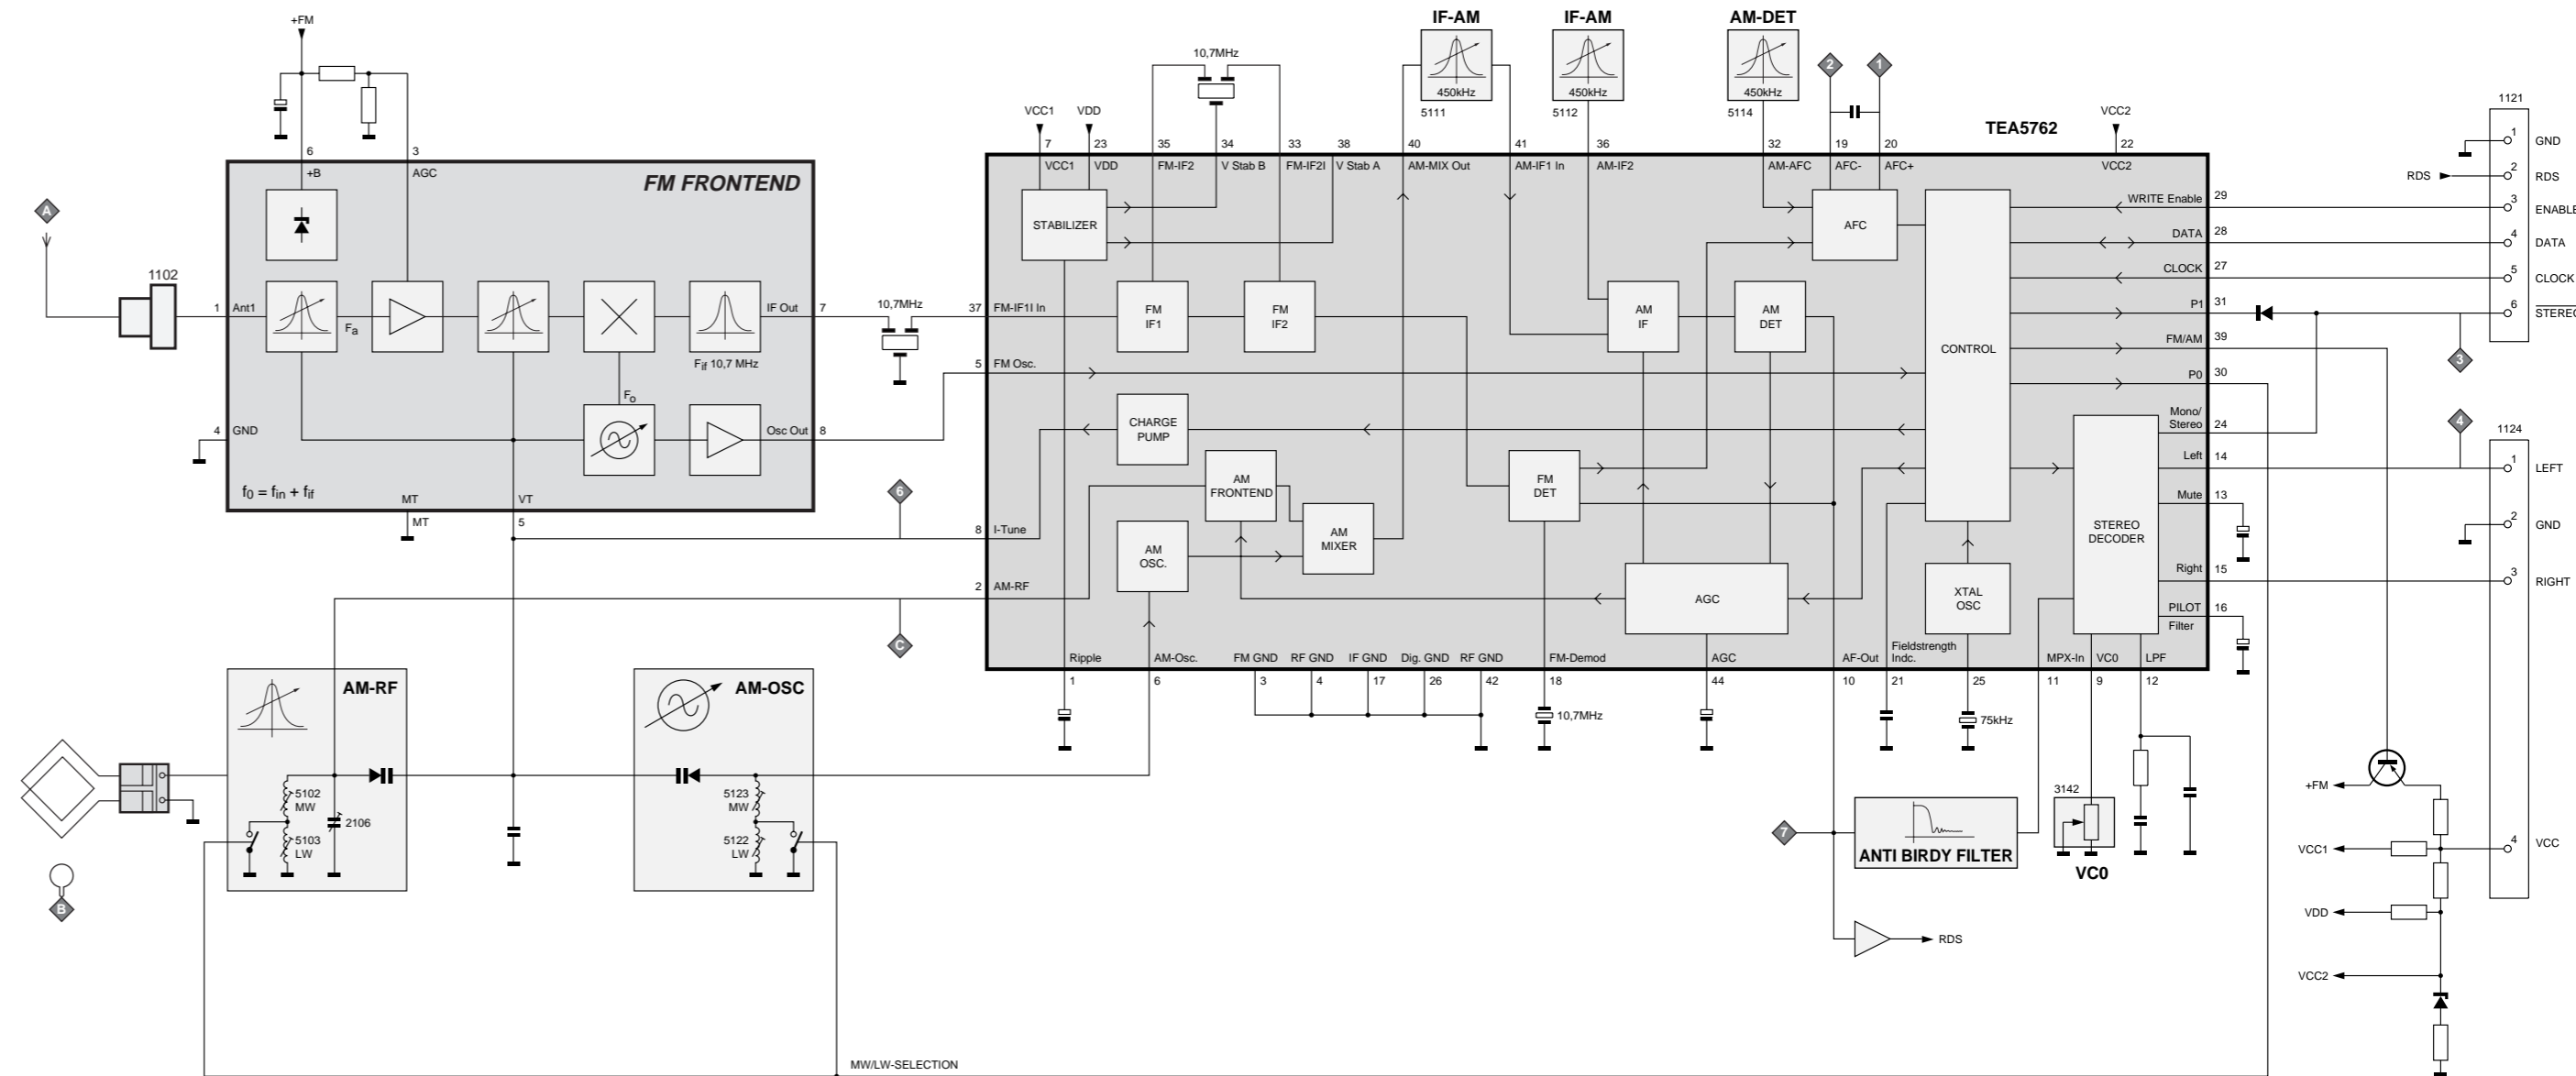 +FM
6
3
+B
AGC
FM FRONTEND
A
1102
1
Ant1
Fa
IF Out
7
Fif 10,7 MHz
Fo
4
GND
Osc Out
8
f0 = fin + fif
MT
MT
VT
5
10,7MHz
6
C
IF-AM
450kHz
5111
IF-AM
450kHz
5112
AM-DET
450kHz
5114
2
1
10,7MHz
VCC1
VDD
TEA5762
VCC2
7
23
35
34
33
38
40
41
36
32
19
20
22
VCC1
VDD
FM-IF2
V Stab B
FM-IF2I
V Stab A
AM-MIX Out
AM-IF1 In
AM-IF2
AM-AFC
AFC-
AFC+
VCC2
STABILIZER
AFC
37
FM-IF1I In
FM
IF1
FM
IF2
AM
IF
AM
DET
CONTROL
5
FM Osc.
CHARGE
PUMP
AM
FRONTEND
FM
DET
8
I-Tune
AM
OSC.
AM
MIXER
2
AM-RF
AGC
XTAL
OSC
STEREO
DECODER
WRITE Enable
29
DATA
28
CLOCK
27
P1
31
FM/AM
39
P0
30
Mono/
Stereo
24
Left
14
Mute
13
Right
15
PILOT
16
Filter
Ripple
AM-Osc.
FM GND
RF GND
IF GND
Dig. GND
RF GND
FM-Demod
AGC
AF-Out
Fieldstrength
Indc.
MPX-In
VC0
LPF
1
6
3
4
17
26
42
18
44
10
21
25
11
9
12
10,7MHz
75kHz
1121
1
GND
RDS
2
RDS
3
ENABLE
4
DATA
5
CLOCK
6
STEREO
3
4
1124
1
LEFT
2
GND
3
RIGHT
4
VCC
AM-RF
5102
MW
5103
LW
2106
AM-OSC
5123
MW
5122
LW
B
7
ANTI BIRDY FILTER
3142
VC0
RDS
+FM
VCC1
VDD
VCC2
MW/LW-SELECTION